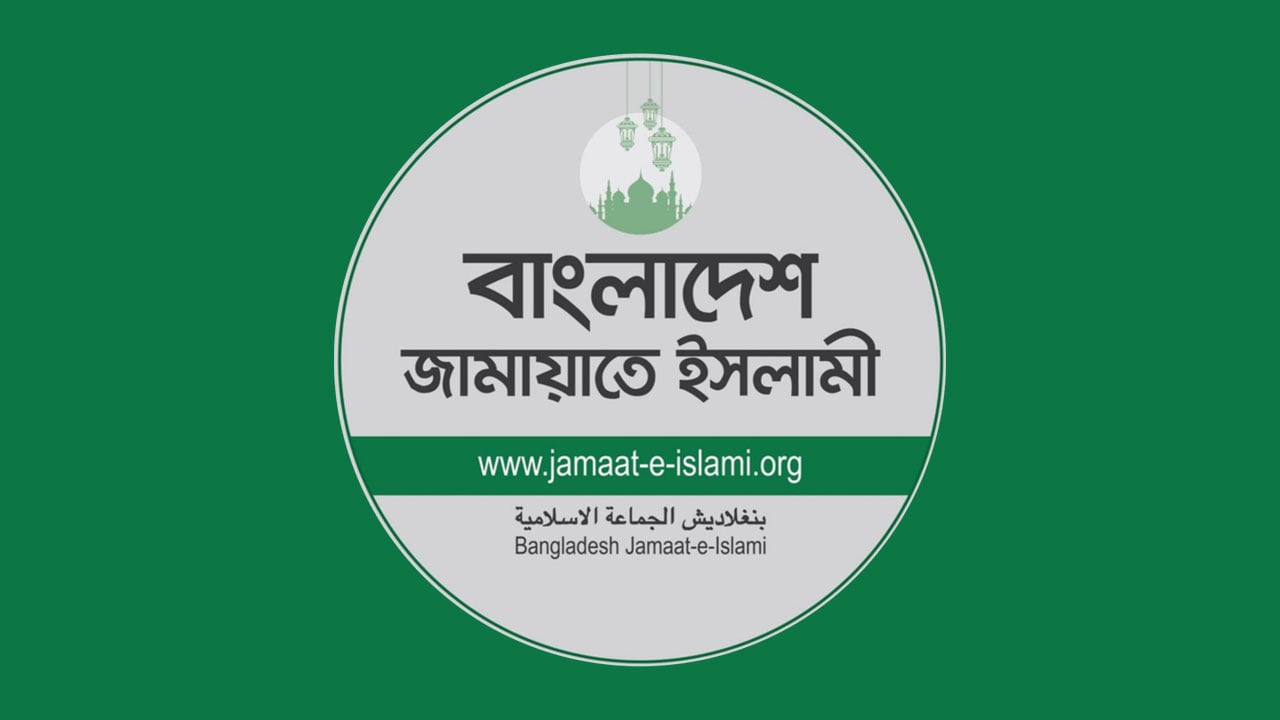 বাংলাদেশ
জামায়াতে ইসলামী
www.jamaat-e-islami.org
بنغلاديش الجماعة الاسلامية
Bangladesh Jamaat-e-Islami